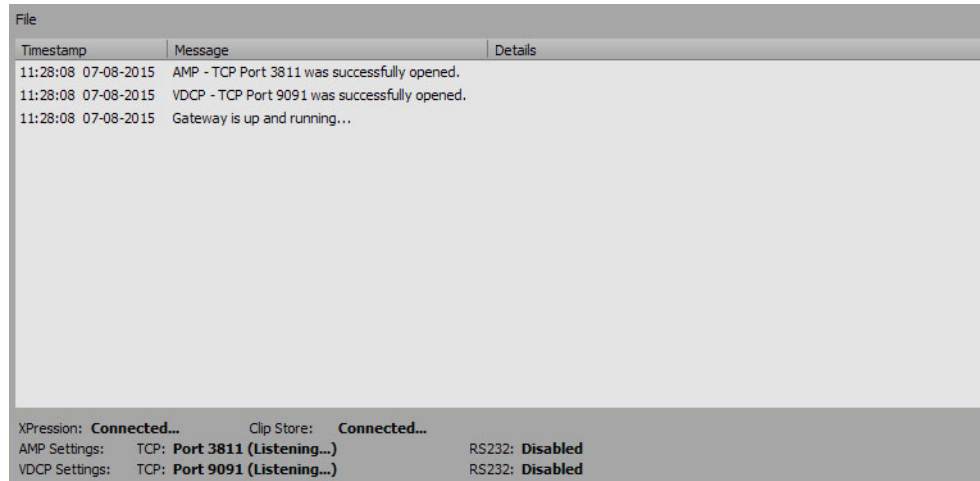 File
Timestamp Message Details
11:28:08 07-08-2015 AMP - TCP Port 3811 was successfully opened.
11:28:08 07-08-2015 VDCP - TCP Port 9091 was successfully opened.
11:28:08 07-08-2015 Gateway is up and running...
XPression: Connected... Clip Store: Connected...
AMP Settings: TCP: Port 3811 (Listening...) RS232: Disabled
VDCP Settings: TCP: Port 9091 (Listening...) RS232: Disabled